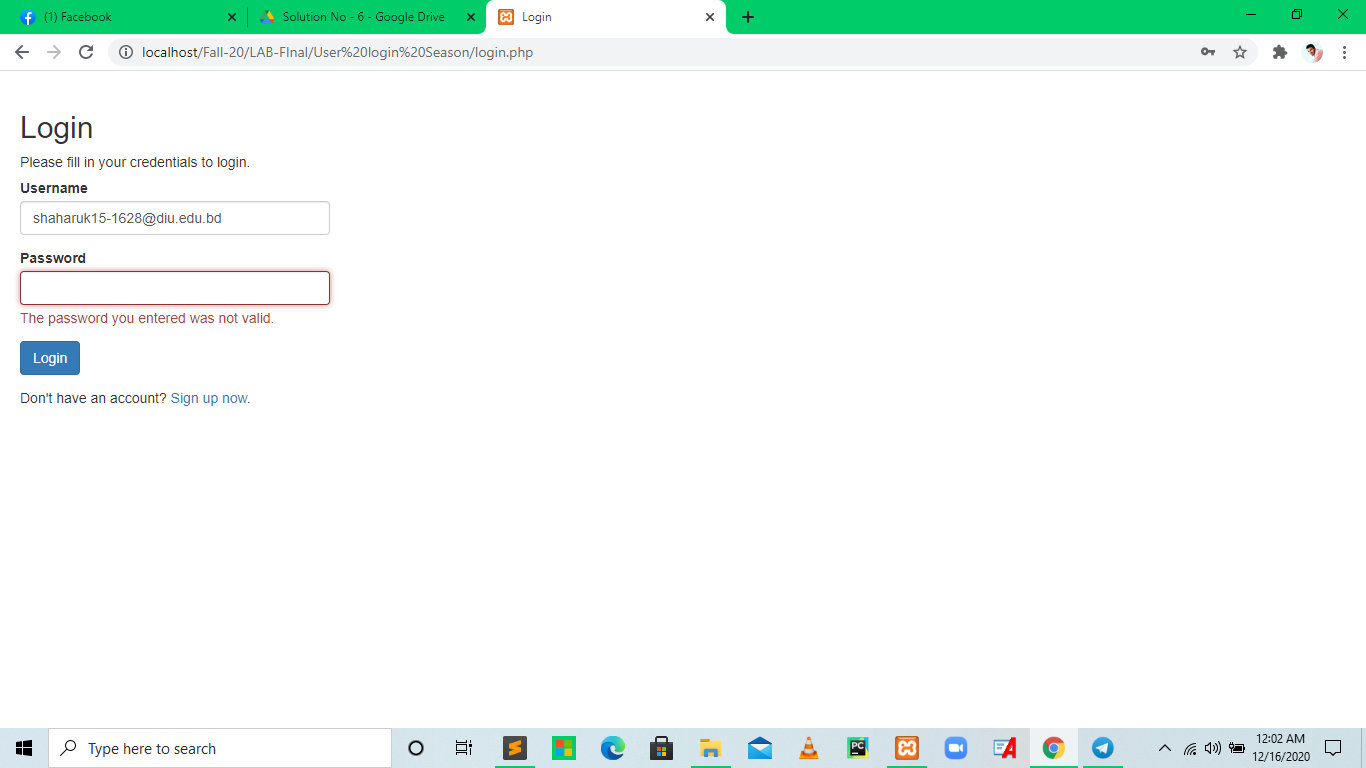 (1) Facebook
Solution No - 6 - Google Drive
Login
localhost/Fall-20/LAB-FInal/User%20login%20Season/login.php
Login
Please fill in your credentials to login.
Username
shaharuk15-1628@diu.edu.bd
Password
The password you entered was not valid.
Login
Don't have an account? Sign up now.
Type here to search
PC
12:02 AM
12/16/2020